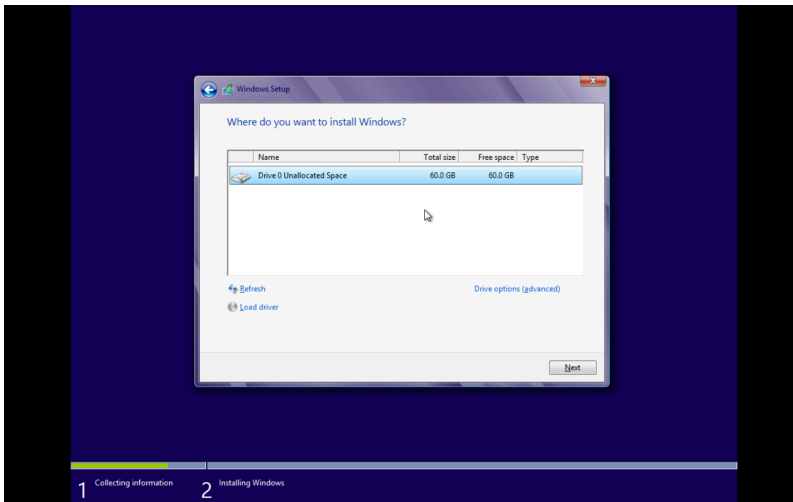 Windows Setup
Where do you want to install Windows?
Name Total size Free space Type
Drive 0 Unallocated Space 60.0 GB 60.0 GB
Refresh Drive options (advanced)
Load driver
Next
1 Collecting information 2 Installing Windows